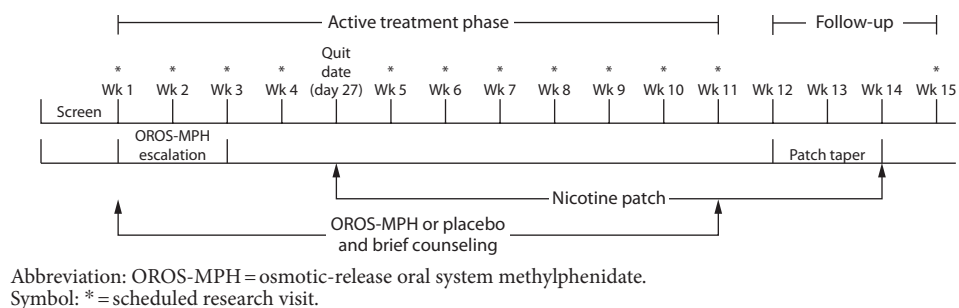 Active treatment phase
Follow-up
Quit
date
* * * * (day 27) * * * * * * * *
Wk 1 Wk 2 Wk 3 Wk 4 Wk 5 Wk 6 Wk 7 Wk 8 Wk 9 Wk 10 Wk 11 Wk 12 Wk 13 Wk 14 Wk 15
Screen
OROS-MPH
escalation
Patch taper
Nicotine patch
OROS-MPH or placebo
and brief counseling
Abbreviation: OROS-MPH = osmotic-release oral system methylphenidate.
Symbol: * = scheduled research visit.